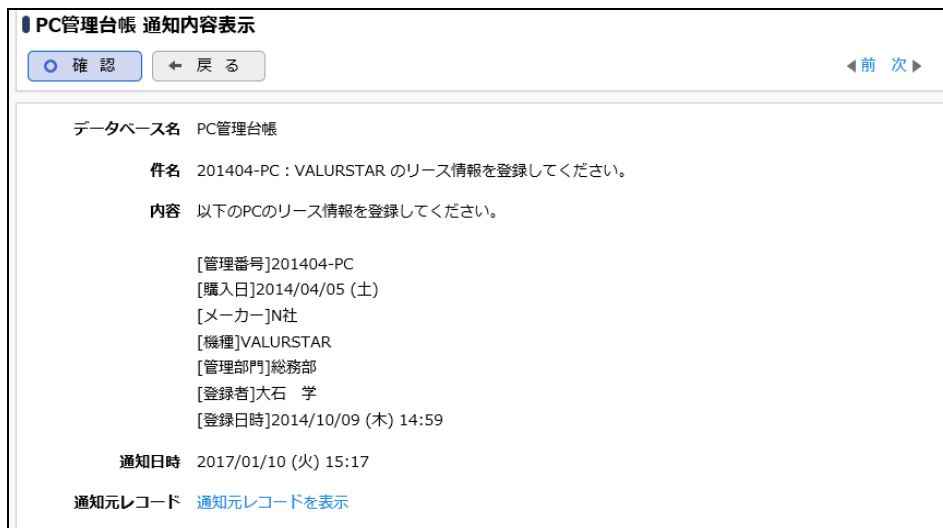 PC管理台帳 通知内容表示
確 認 戻 る 前 次
データベース名 PC管理台帳
件名 201404-PC：VALURSTAR のリース情報を登録してください。
内容 以下のPCのリース情報を登録してください。
[管理番号]201404-PC
[購入日]2014/04/05 (土)
[メーカー]N社
[機種]VALURSTAR
[管理部門]総務部
[登録者]大石　学
[登録日時]2014/10/09 (木) 14:59
通知日時 2017/01/10 (火) 15:17
通知元レコード 通知元レコードを表示